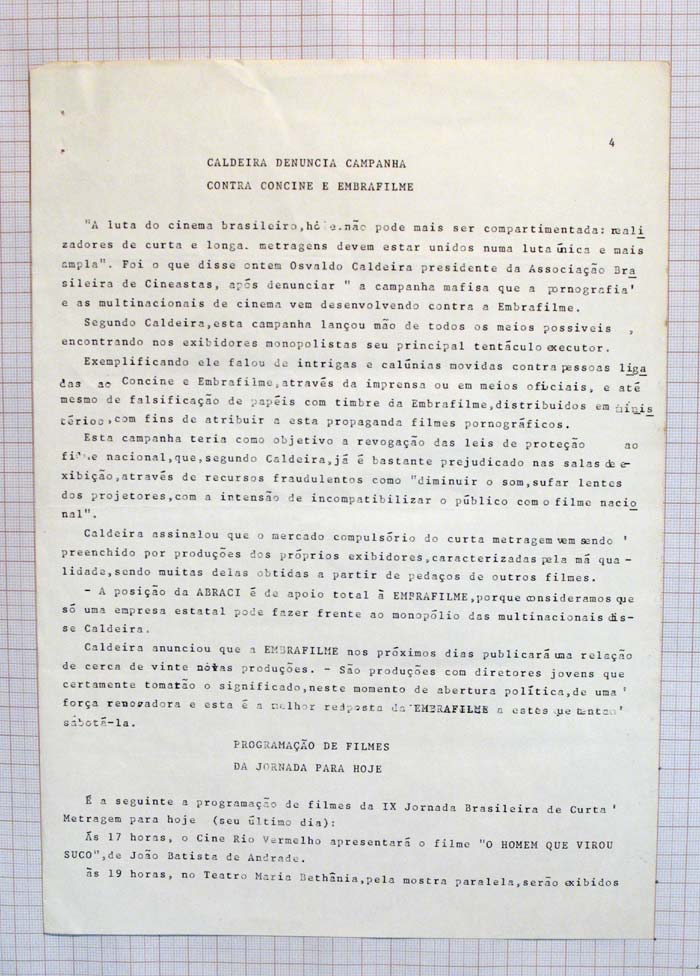 4
CALDEIRA DENUNCIA CAMPANHA
CONTRA CONCINE E EMBRAFILME
"A luta do cinema brasileiro, não pode mais ser compartimentada: reali
zadores de curta e longa. metragens devem estar unidos numa luta única e mais
ampla". Foi o que disse ontem Osvaldo Caldeira presidente da Associação Bra
sileira de Cineastas, após denunciar " a campanha mafisa que a pornografia'
e as multinacionais de cinema vem desenvolvendo contra a Embrafilme.
Segundo Caldeira,esta campanha lançou mão de todos os meios possiveis ,
encontrando nos exibidores monopolistas seu principal tentáculo executor.
Exemplificando ele falou de intrigas e calúnias movidas contra pessoas liga
das ao Concine e Embrafilme,através da imprensa ou em meios oficiais, e até
mesmo de falsificação de papéis com timbre da Embrafilme,distribuidos em minis
térios,com fins de atribuir a esta propaganda filmes pornográficos.
Esta campanha teria como objetivo a revogação das leis de proteção ao
filme nacional,que,segundo Caldeira,já é bastante prejudicado nas salas de e-
xibição,através de recursos fraudulentos como "diminuir o som,sufar lentes
dos projetores,com a intensão de incompatibilizar o público com o filme nacio
nal".
Caldeira assinalou que o mercado compulsório do curta metragem vem sendo '
preenchido por produções dos próprios exibidores,caracterizadas pela má qua -
lidade,sendo muitas delas obtidas a partir de pedaços de outros filmes.
- A posição da ABRACI é de apoio total à EMPRAFILME,porque consideramos que
só uma empresa estatal pode fazer frente ao monopólio das multinacionais dis-
se Caldeira.
Caldeira anunciou que a EMBRAFILME nos próximos dias publicará uma relação
de cerca de vinte novas produções. - São produções com diretores jovens que
certamente tomatão o significado,neste momento de abertura política,de uma '
força renovadora e esta é a melhor redposta da EMBRAFILME a estes que tentam'
sabotá-la.
PROGRAMAÇÃO DE FILMES
DA JORNADA PARA HOJE
É a seguinte a programação de filmes da IX Jornada Brasileira de Curta '
Metragem para hoje (seu último dia):
Ás 17 horas, o Cine Rio Vermelho apresentará o filme "O HOMEM QUE VIROU
SUCO",de João Batista de Andrade.
às 19 horas, no Teatro Maria Bethânia,pela mostra paralela,serão exibidos